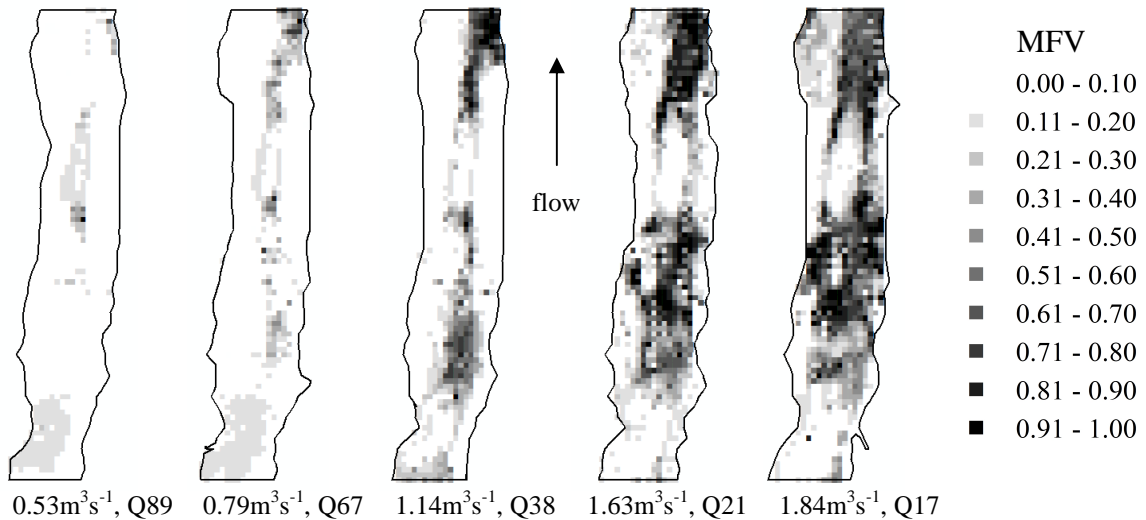 MFV
0.00 - 0.10
0.11 - 0.20
0.21 - 0.30
0.31 - 0.40
0.41 - 0.50
0.51 - 0.60
0.61 - 0.70
0.71 - 0.80
0.81 - 0.90
0.91 - 1.00
flow
0.53m³s⁻¹, Q89
0.79m³s⁻¹, Q67
1.14m³s⁻¹, Q38
1.63m³s⁻¹, Q21
1.84m³s⁻¹, Q17